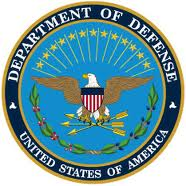 DEPARTMENT OF DEFENSE
UNITED STATES OF AMERICA